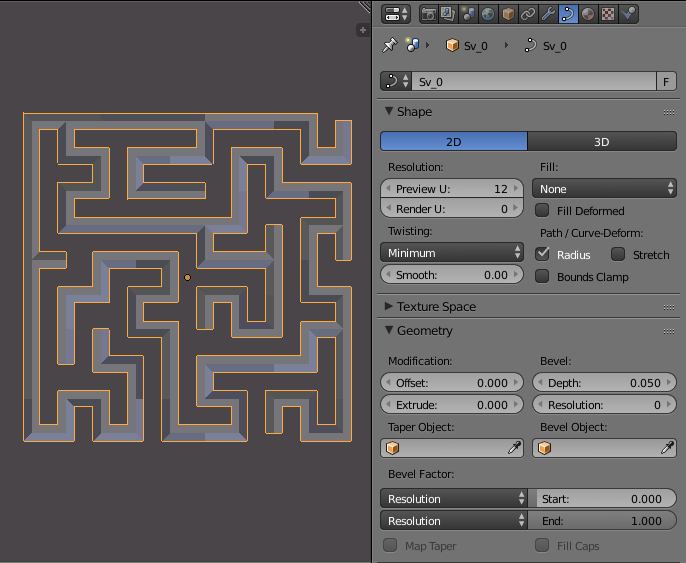 Sv_0 Sv_0
Sv_0 F
Shape
2D 3D
Resolution: Fill:
Preview U: 12 None
Render U: 0 Fill Deformed
Twisting: Path / Curve-Deform:
Minimum Radius Stretch
Smooth: 0.00 Bounds Clamp
Texture Space
Geometry
Modification: Bevel:
Offset: 0.000 Depth: 0.050
Extrude: 0.000 Resolution: 0
Taper Object: Bevel Object:
Bevel Factor:
Resolution Start: 0.000
Resolution End: 1.000
Map Taper Fill Caps